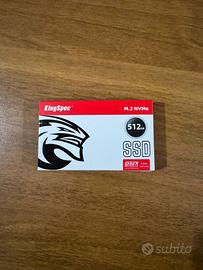 KingSpec
M.2 NVMe
512GB
SSD
subito